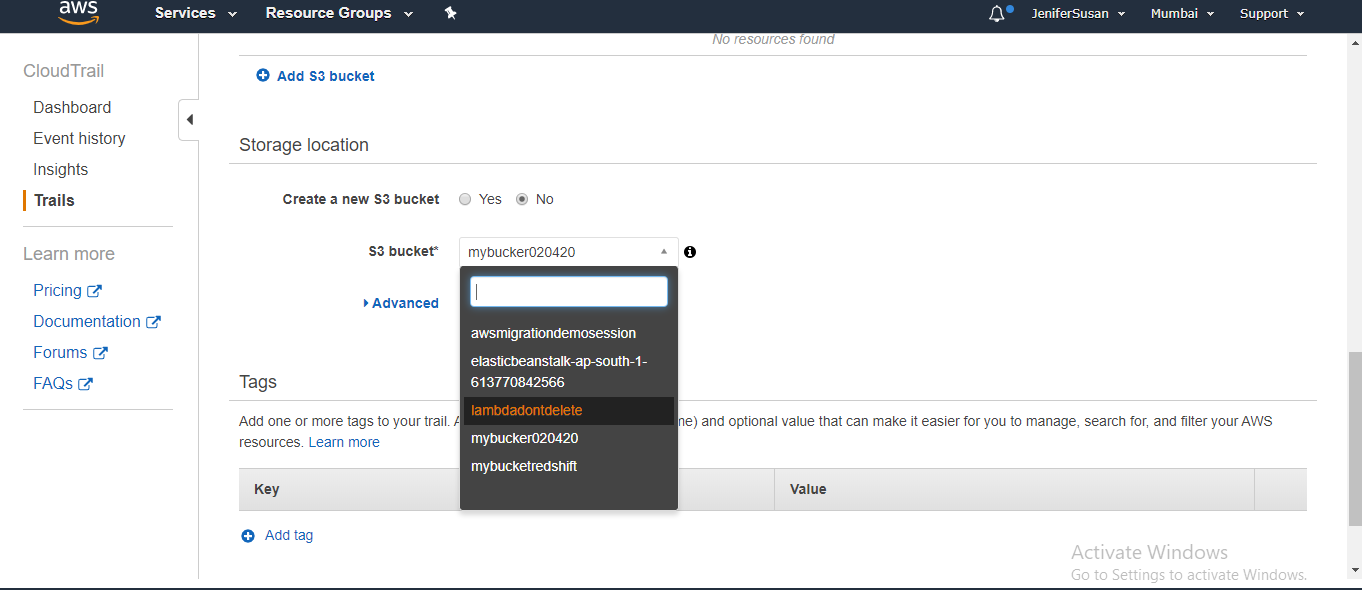 aws Services Resource Groups JeniferSusan Mumbai Support
No resources found
CloudTrail
Dashboard
Event history
Insights
Trails
Learn more
Pricing
Documentation
Forums
FAQs
Add S3 bucket
Storage location
Create a new S3 bucket Yes No
S3 bucket* mybucker020420
Advanced
awsmigrationdemosession
elasticbeanstalk-ap-south-1-
613770842566
lambdadontdelete
mybucker020420
mybucketredshift
Tags
Add one or more tags to your trail. A me) and optional value that can make it easier for you to manage, search for, and filter your AWS
resources. Learn more
Key Value
Add tag
Activate Windows
Go to Settings to activate Windows.